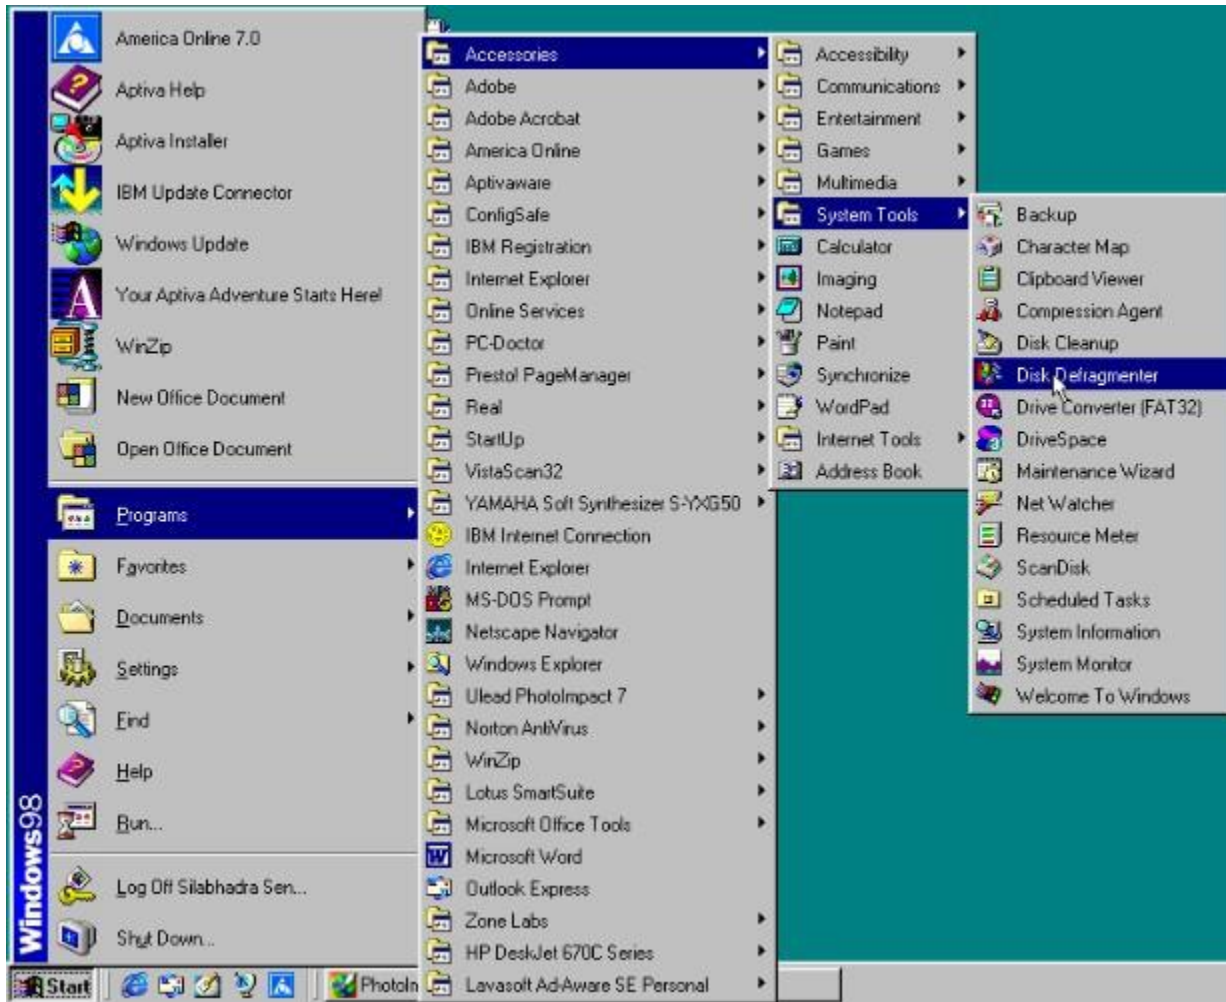 America Online 7.0
Aptiva Help
Aptiva Installer
IBM Update Connector
Windows Update
Your Aptiva Adventure Starts Here!
WinZip
New Office Document
Open Office Document
Programs
Favorites
Documents
Settings
Find
Help
Run...
Log Off Silabhadra Sen...
Shut Down...
Windows98
Accessories
Adobe
Adobe Acrobat
America Online
Aptivaware
ConfigSafe
IBM Registration
Internet Explorer
Online Services
PC-Doctor
Presto! PageManager
Real
StartUp
VistaScan32
YAMAHA Soft Synthesizer S-YXG50
IBM Internet Connection
Internet Explorer
MS-DOS Prompt
Netscape Navigator
Windows Explorer
Ulead PhotoImpact 7
Norton AntiVirus
WinZip
Lotus SmartSuite
Microsoft Office Tools
Microsoft Word
Outlook Express
Zone Labs
HP DeskJet 670C Series
Lavasoft Ad-Aware SE Personal
Accessibility
Communications
Entertainment
Games
Multimedia
System Tools
Calculator
Imaging
Notepad
Paint
Synchronize
WordPad
Internet Tools
Address Book
Backup
Character Map
Clipboard Viewer
Compression Agent
Disk Cleanup
Disk Defragmenter
Drive Converter (FAT32)
DriveSpace
Maintenance Wizard
Net Watcher
Resource Meter
ScanDisk
Scheduled Tasks
System Information
System Monitor
Welcome To Windows
Start
PhotoIn